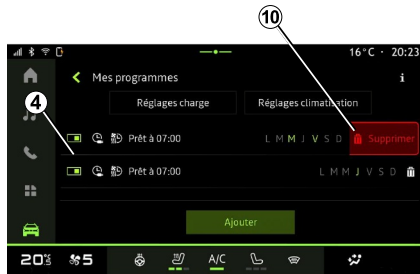 10
16°C · 20:23
Mes programmes
i
4
Réglages charge Réglages climatisation
Prêt à 07:00 L M M J V S D Supprimer
Prêt à 07:00 L M M J V S D
Ajouter
20 5 A/C